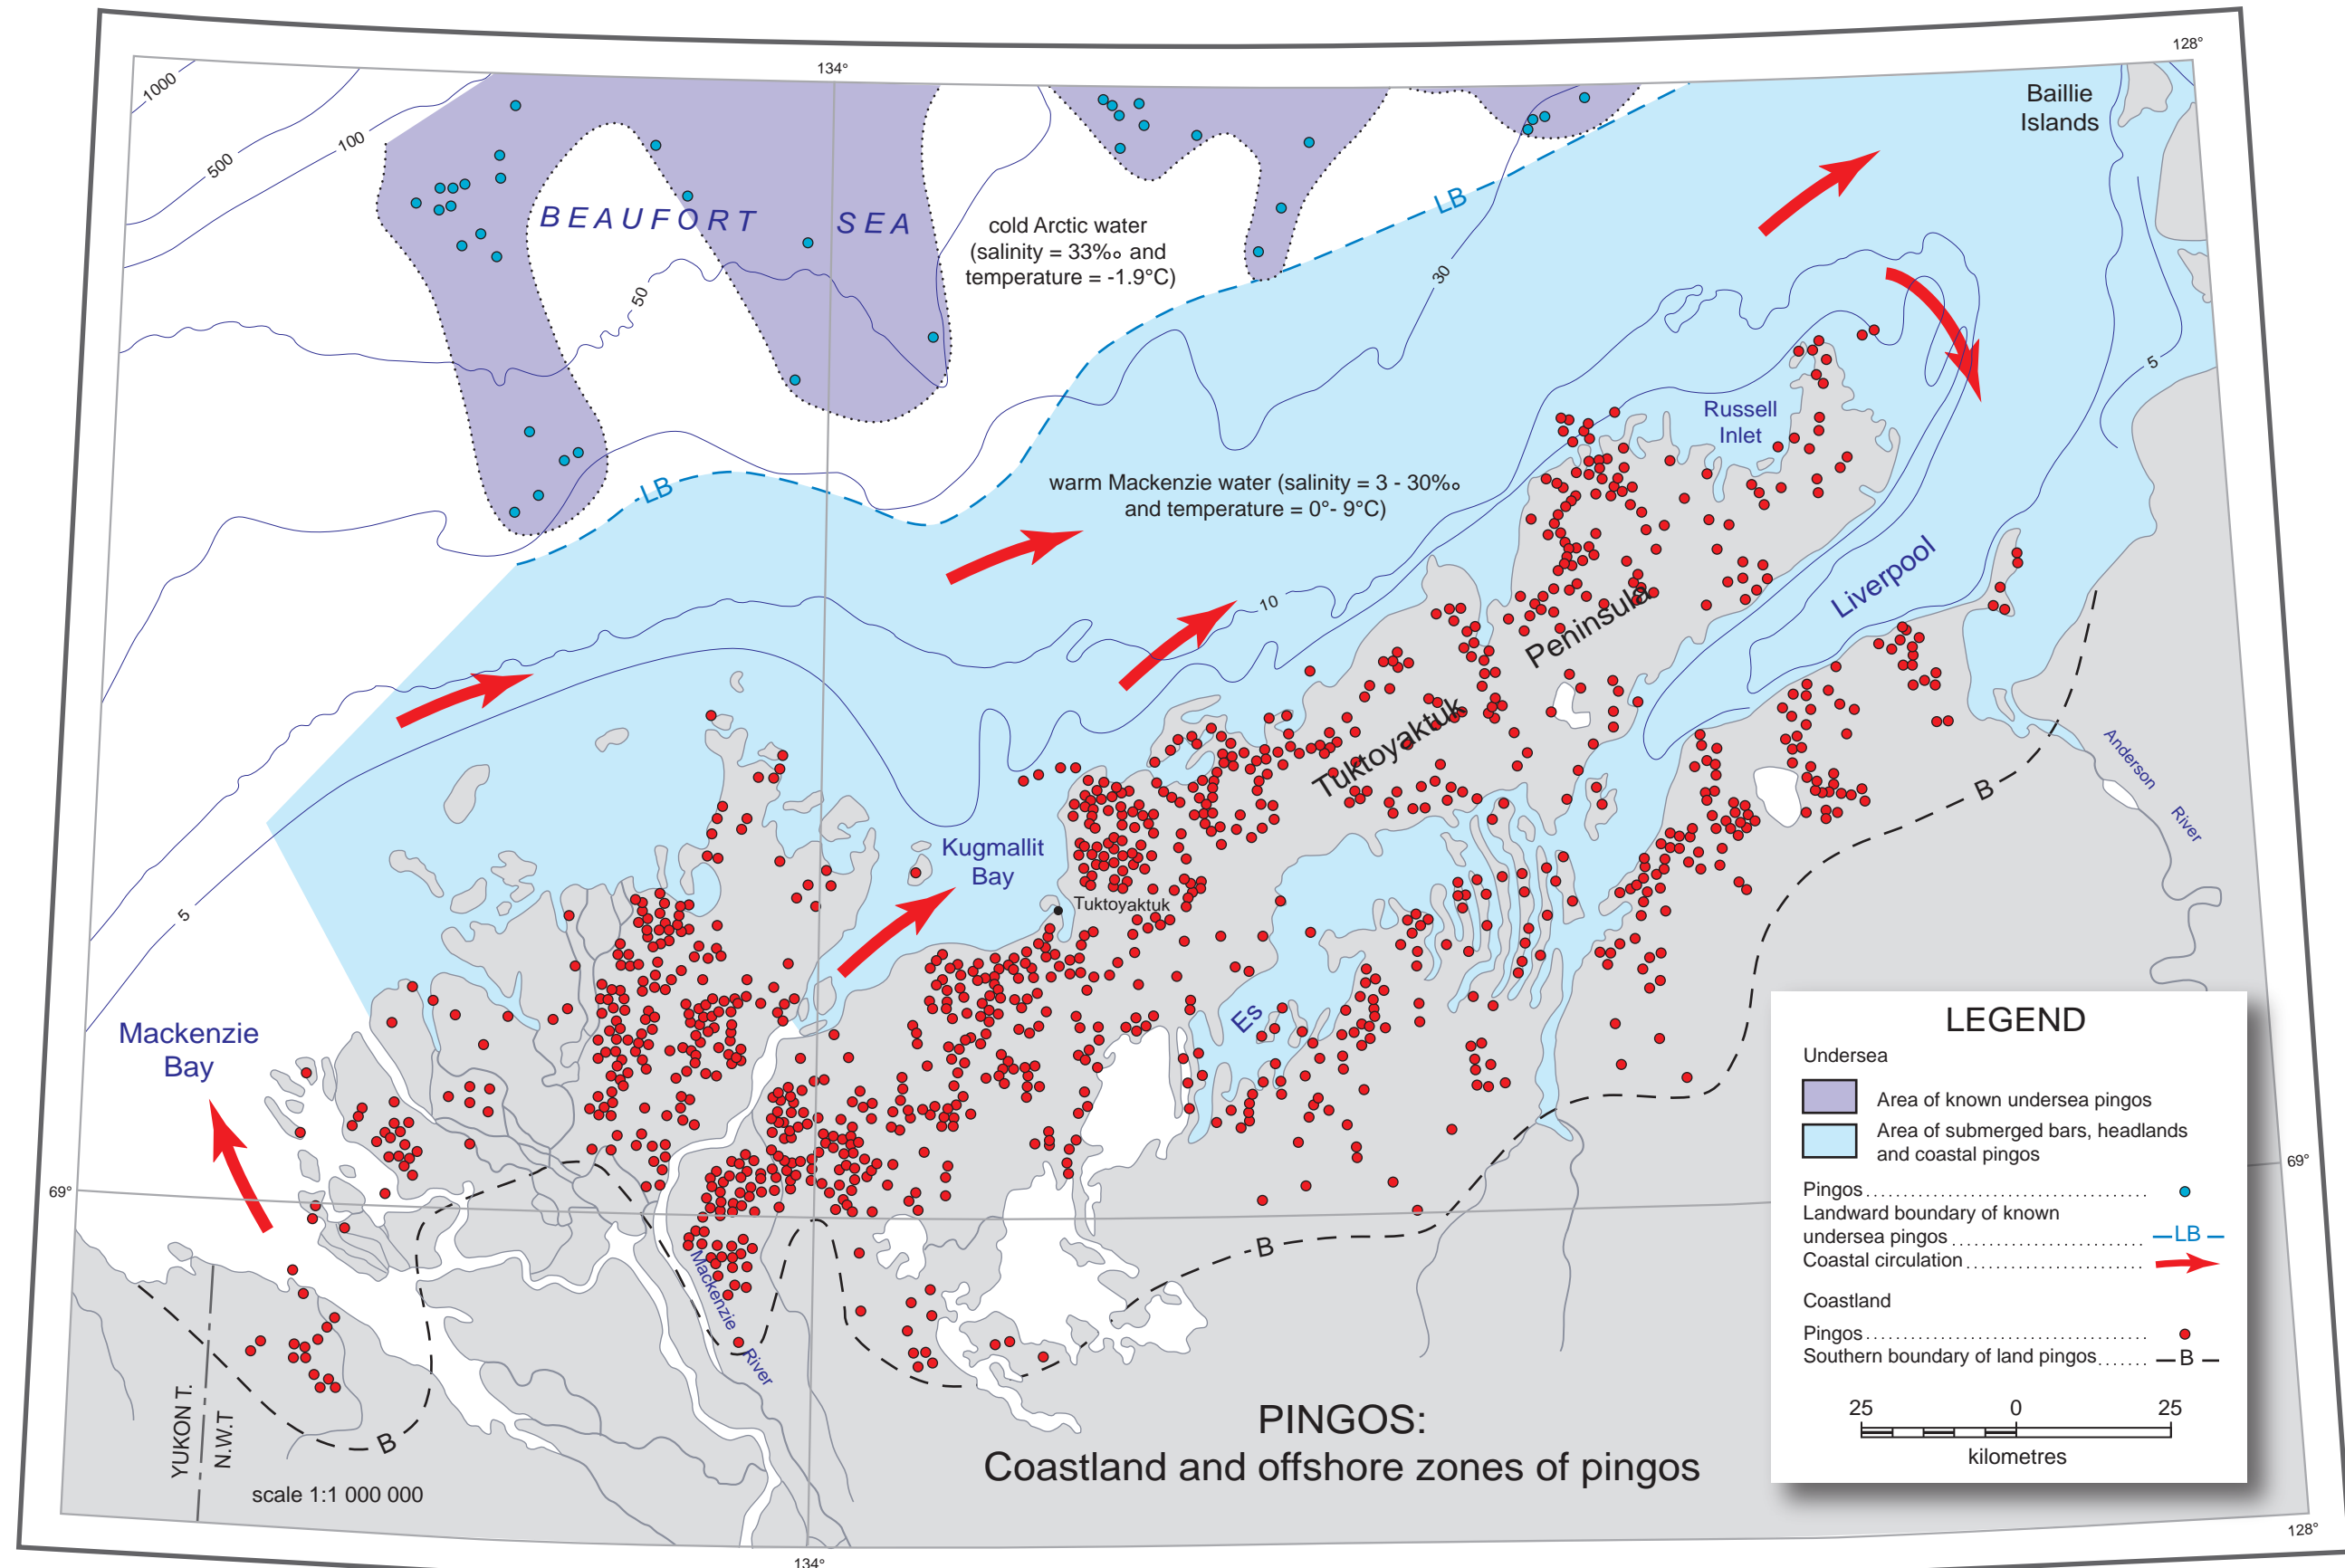 134°
128°
1000
500
100
Baillie
Islands
BEAUFORT SEA
cold Arctic water
(salinity = 33‰ and
temperature = -1.9°C)
LB
50
30
5
Russell
Inlet
LB
warm Mackenzie water (salinity = 3 - 30‰
and temperature = 0°- 9°C)
Liverpool
10
Tuktoyaktuk Peninsula
Anderson River
B
Kugmallit
Bay
Tuktoyaktuk
5
Es
Mackenzie
Bay
69°
69°
B
Mackenzie River
YUKON T.
N.W.T
B
scale 1:1 000 000
PINGOS:
Coastland and offshore zones of pingos
LEGEND
Undersea
Area of known undersea pingos
Area of submerged bars, headlands
and coastal pingos
Pingos
Landward boundary of known
undersea pingos LB
Coastal circulation
Coastland
Pingos
Southern boundary of land pingos B
25 0 25
kilometres
134°
128°